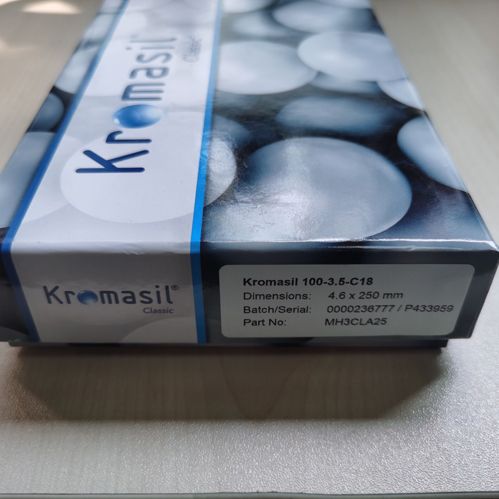 Kromasil®
Classic
Kromasil®
Classic
Kromasil 100-3.5-C18
Dimensions: 4.6 x 250 mm
Batch/Serial: 0000236777 / P433959
Part No: MH3CLA25